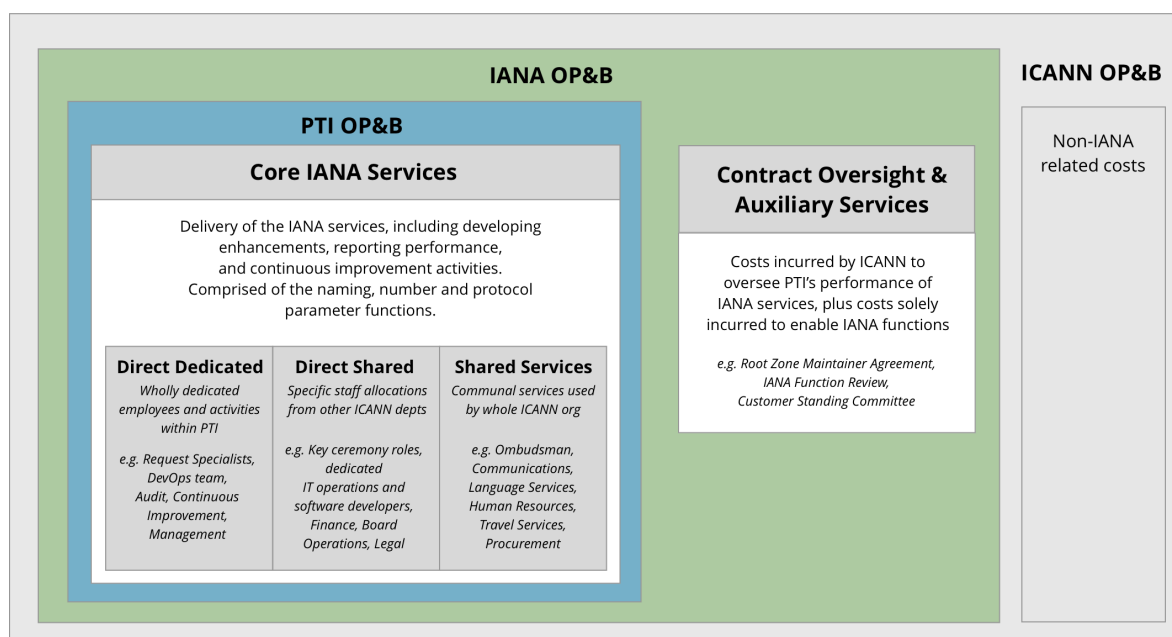 IANA OP&B
ICANN OP&B
PTI OP&B
Core IANA Services
Delivery of the IANA services, including developing
enhancements, reporting performance,
and continuous improvement activities.
Comprised of the naming, number and protocol
parameter functions.
Direct Dedicated
Wholly dedicated
employees and activities
within PTI
e.g. Request Specialists,
DevOps team,
Audit, Continuous
Improvement,
Management
Direct Shared
Specific staff allocations
from other ICANN depts
e.g. Key ceremony roles,
dedicated
IT operations and
software developers,
Finance, Board
Operations, Legal
Shared Services
Communal services used
by whole ICANN org
e.g. Ombudsman,
Communications,
Language Services,
Human Resources,
Travel Services,
Procurement
Contract Oversight &
Auxiliary Services
Costs incurred by ICANN to
oversee PTI's performance of
IANA services, plus costs solely
incurred to enable IANA functions
e.g. Root Zone Maintainer Agreement,
IANA Function Review,
Customer Standing Committee
Non-IANA
related costs